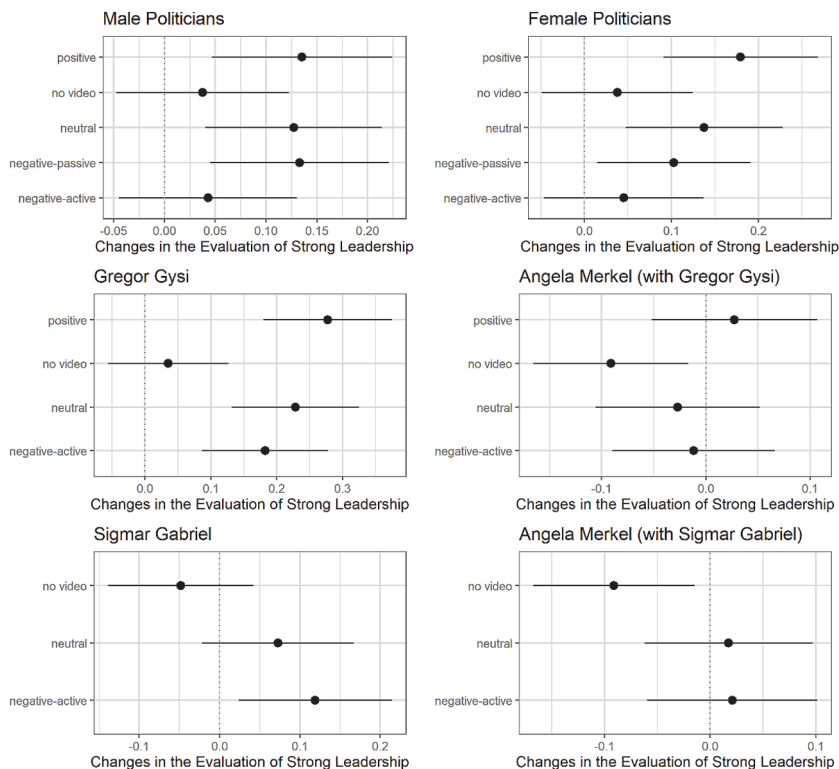 Male Politicians
positive
no video
neutral
negative-passive
negative-active
-0.05 0.00 0.05 0.10 0.15 0.20
Changes in the Evaluation of Strong Leadership
Female Politicians
positive
no video
neutral
negative-passive
negative-active
0.0 0.1 0.2
Changes in the Evaluation of Strong Leadership
Gregor Gysi
positive
no video
neutral
negative-active
0.0 0.1 0.2 0.3
Changes in the Evaluation of Strong Leadership
Angela Merkel (with Gregor Gysi)
positive
no video
neutral
negative-active
-0.1 0.0 0.1
Changes in the Evaluation of Strong Leadership
Sigmar Gabriel
no video
neutral
negative-active
-0.1 0.0 0.1 0.2
Changes in the Evaluation of Strong Leadership
Angela Merkel (with Sigmar Gabriel)
no video
neutral
negative-active
-0.1 0.0 0.1
Changes in the Evaluation of Strong Leadership